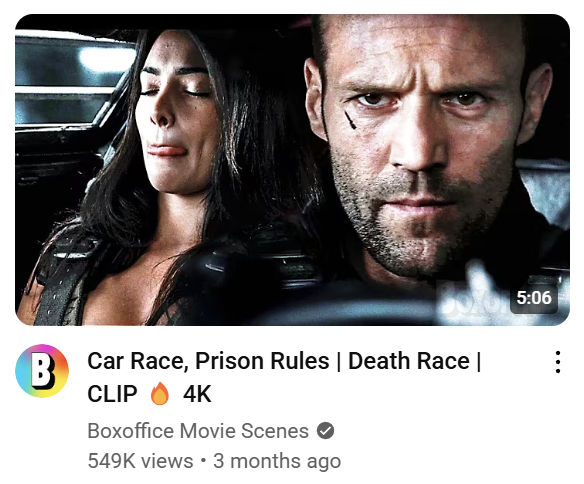 5:06
B
Car Race, Prison Rules | Death Race |
CLIP 🔥 4K
Boxoffice Movie Scenes
549K views • 3 months ago